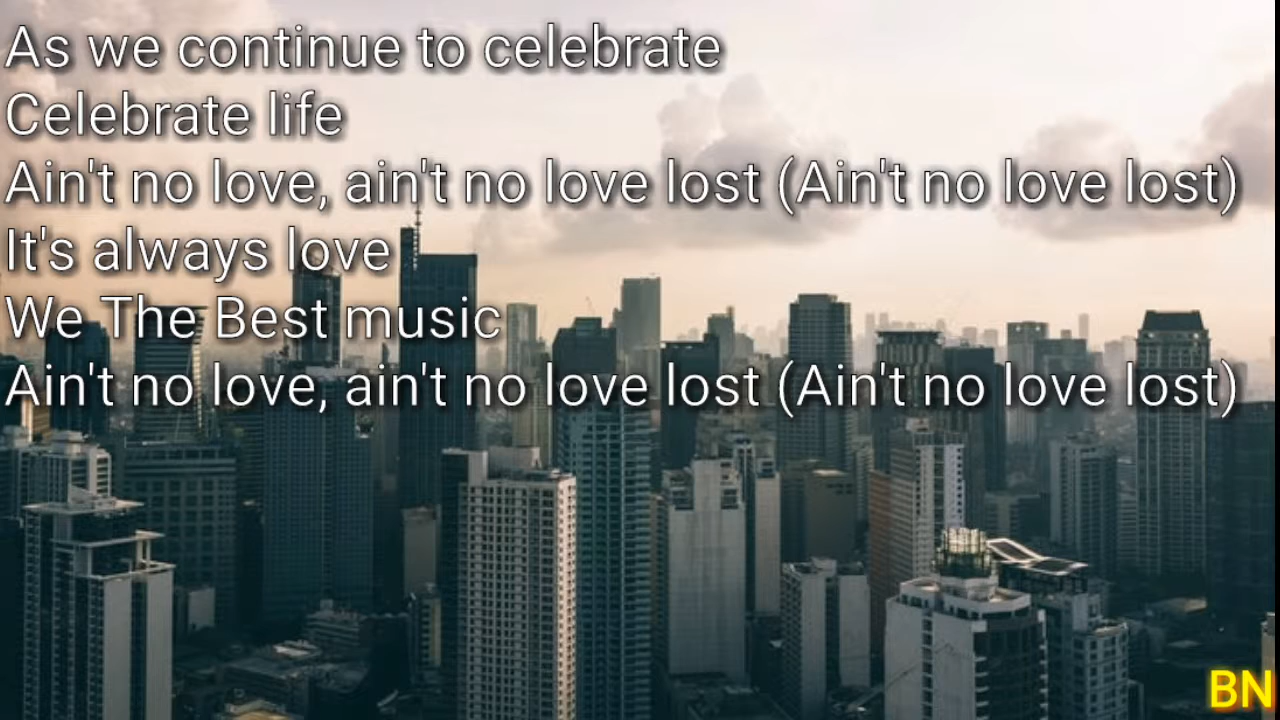 As we continue to celebrate
Celebrate life
Ain't no love, ain't no love lost (Ain't no love lost)
It's always love
We The Best music
Ain't no love, ain't no love lost (Ain't no love lost)
BN